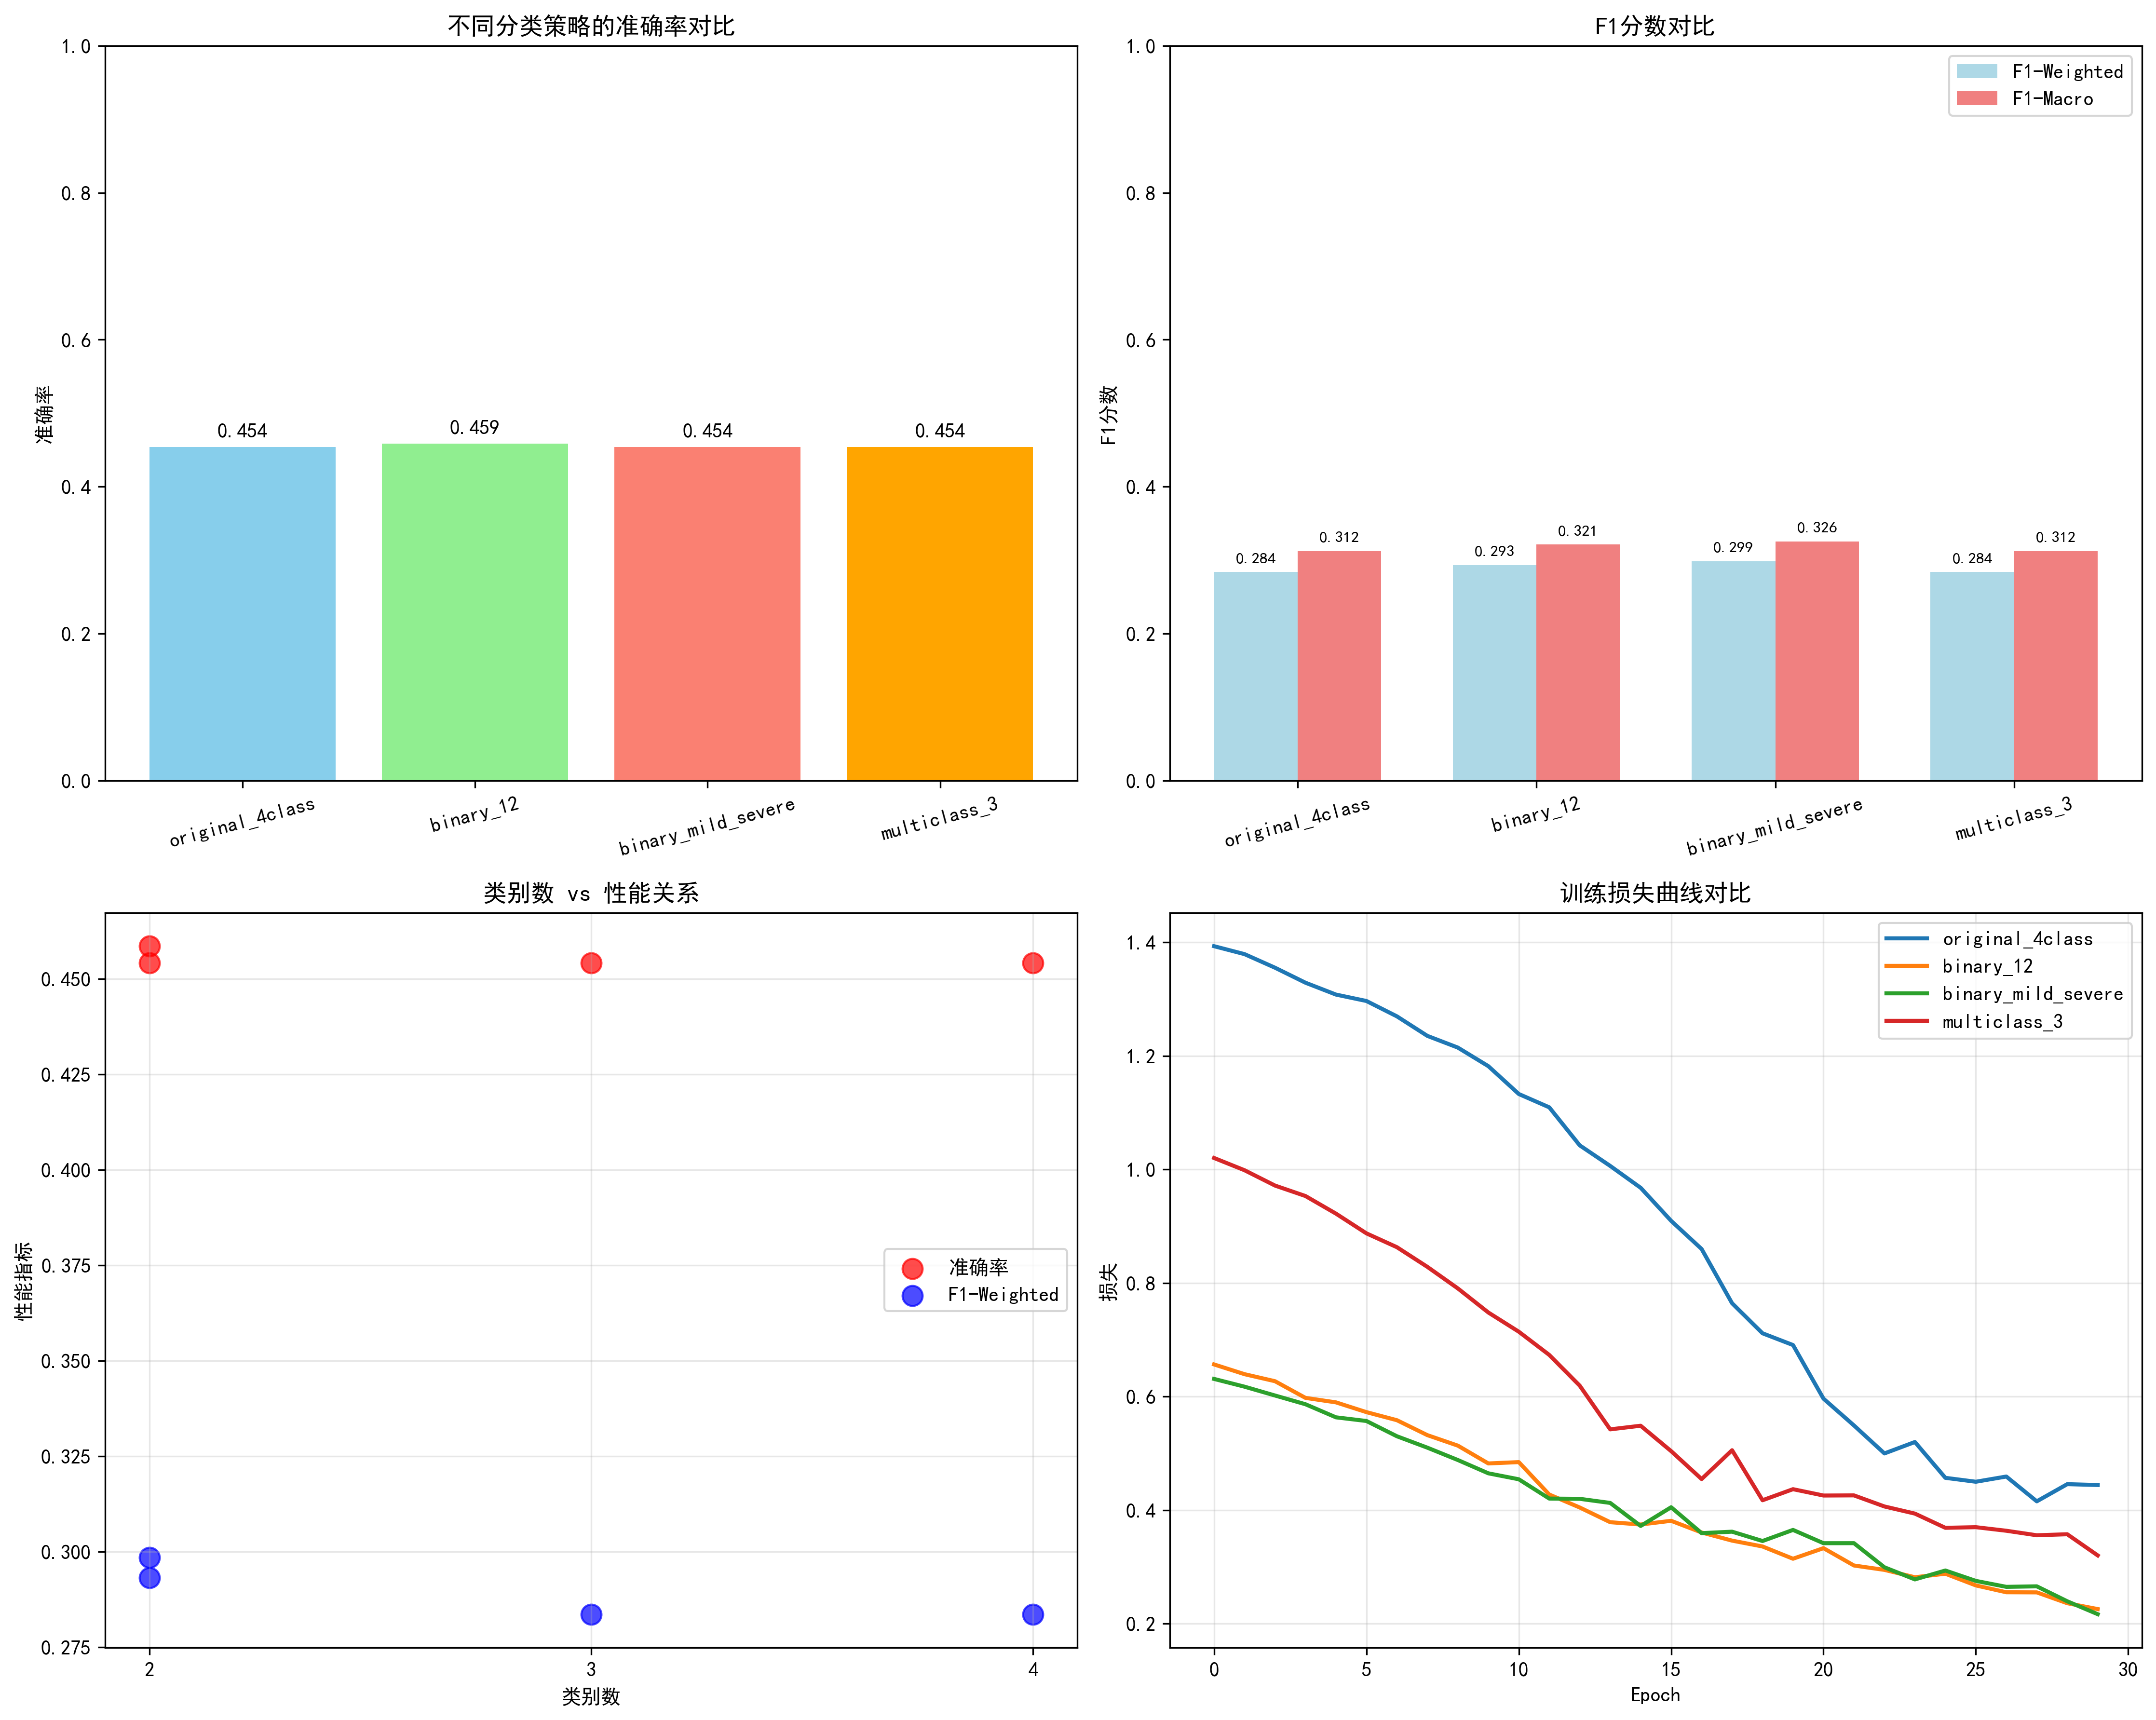 不同分类策略的准确率对比
准确率
1.0
0.8
0.6
0.4
0.2
0.0
0.454
0.459
0.454
0.454
original_4class
binary_12
binary_mild_severe
multiclass_3
F1分数对比
F1分数
1.0
0.8
0.6
0.4
0.2
0.0
F1-Weighted
F1-Macro
0.284
0.312
0.293
0.321
0.299
0.326
0.284
0.312
original_4class
binary_12
binary_mild_severe
multiclass_3
类别数 vs 性能关系
性能指标
0.450
0.425
0.400
0.375
0.350
0.325
0.300
0.275
准确率
F1-Weighted
2
3
4
类别数
训练损失曲线对比
损失
1.4
1.2
1.0
0.8
0.6
0.4
0.2
original_4class
binary_12
binary_mild_severe
multiclass_3
0
5
10
15
20
25
30
Epoch